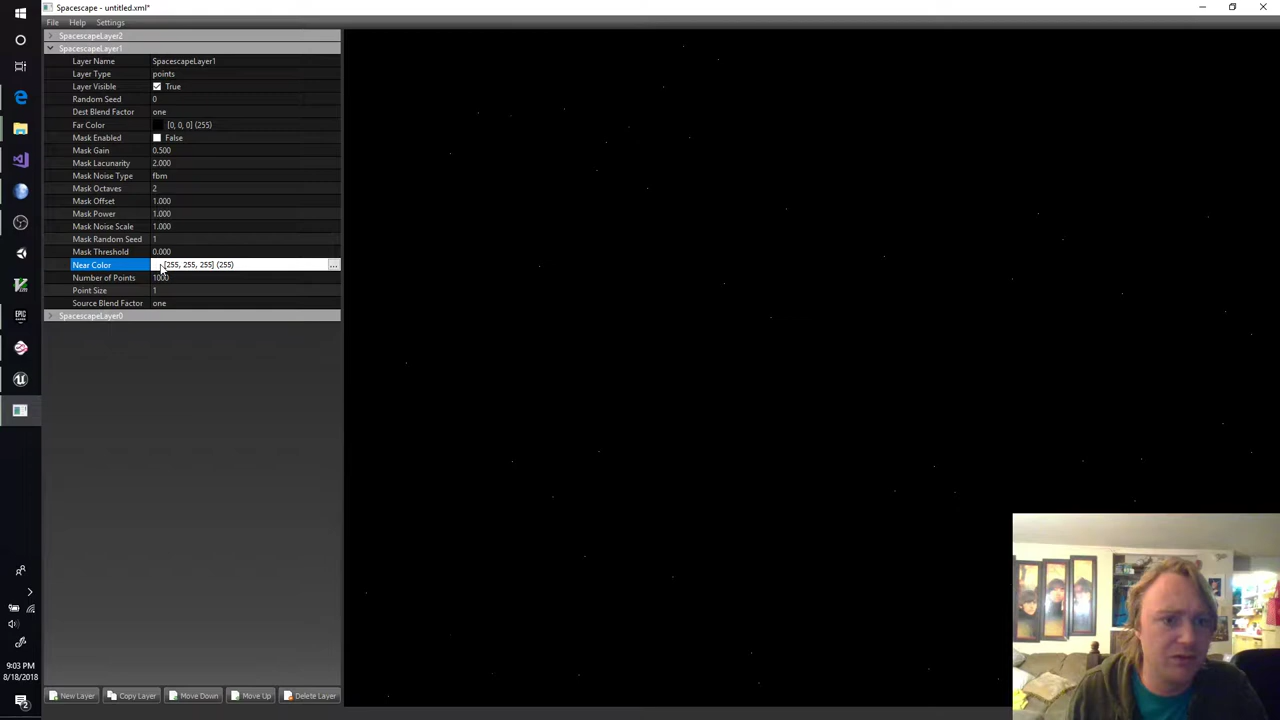 Spacescape - untitled.xml*
File Help Settings
SpacescapeLayer2
SpacescapeLayer1
Layer Name SpacescapeLayer1
Layer Type points
Layer Visible True
Random Seed 0
Dest Blend Factor one
Far Color [0, 0, 0] (255)
Mask Enabled False
Mask Gain 0.500
Mask Lacunarity 2.000
Mask Noise Type fbm
Mask Octaves 2
Mask Offset 1.000
Mask Power 1.000
Mask Noise Scale 1.000
Mask Random Seed 1
Mask Threshold 0.000
Near Color [255, 255, 255] (255) ...
Number of Points 1000
Point Size 1
Source Blend Factor one
SpacescapeLayer0
EPIC
9:03 PM
8/18/2018
2
New Layer Copy Layer Move Down Move Up Delete Layer